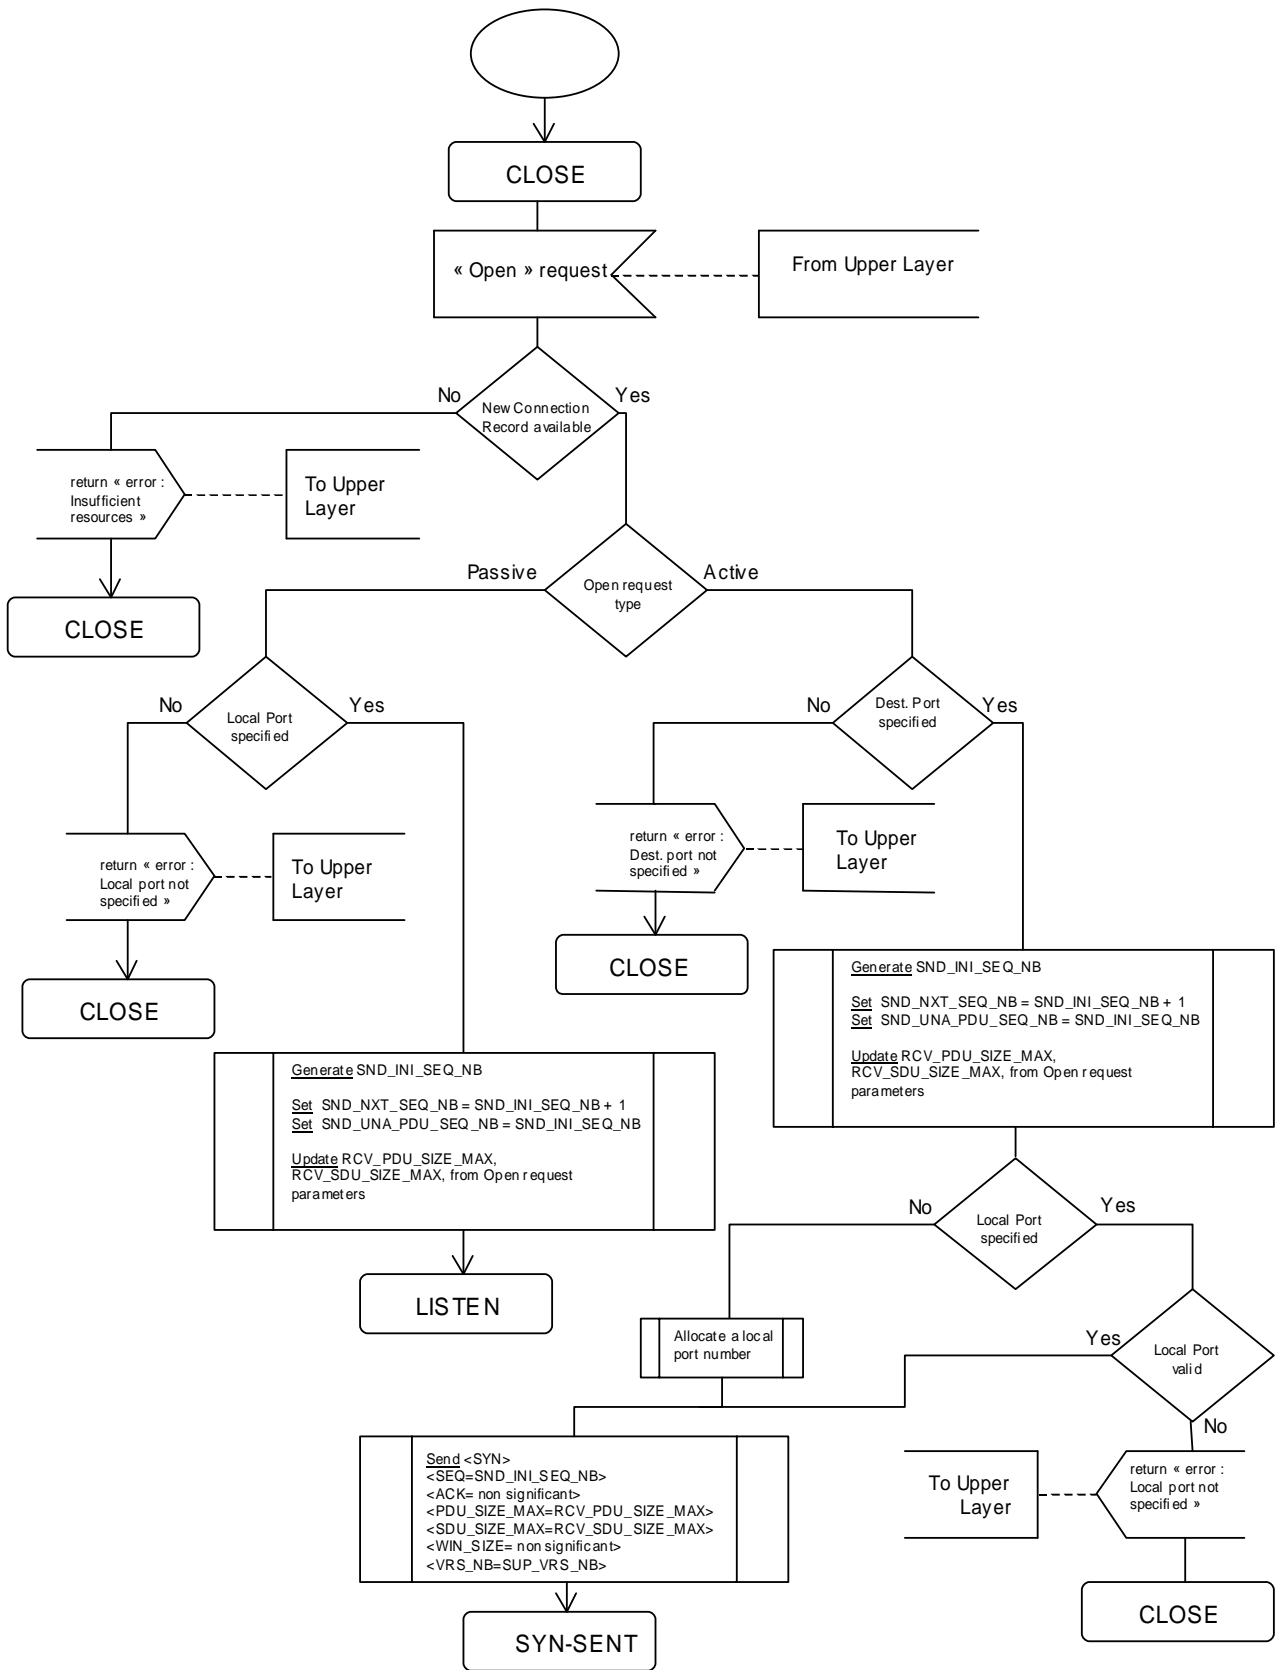 CLOSE
« Open » request
From Upper Layer
No
Yes
New Connection
Record available
return « error :
Insufficient
resources »
To Upper
Layer
CLOSE
Passive
Active
Open request
type
No
Yes
Local Port
specified
No
Yes
Dest. Port
specified
return « error :
Local port not
specified »
To Upper
Layer
CLOSE
return « error :
Dest. port not
specified »
To Upper
Layer
CLOSE
Generate SND_INI_SEQ_NB
Set SND_NXT_SEQ_NB = SND_INI_SEQ_NB + 1
Set SND_UNA_PDU_SEQ_NB = SND_INI_SEQ_NB
Update RCV_PDU_SIZE_MAX,
RCV_SDU_SIZE_MAX, from Open request
parameters
LISTEN
Generate SND_INI_SEQ_NB
Set SND_NXT_SEQ_NB = SND_INI_SEQ_NB + 1
Set SND_UNA_PDU_SEQ_NB = SND_INI_SEQ_NB
Update RCV_PDU_SIZE_MAX,
RCV_SDU_SIZE_MAX, from Open request
parameters
No
Yes
Local Port
specified
Allocate a local
port number
Yes
Local Port
valid
No
Send <SYN>
<SEQ=SND_INI_SEQ_NB>
<ACK= non significant>
<PDU_SIZE_MAX=RCV_PDU_SIZE_MAX>
<SDU_SIZE_MAX=RCV_SDU_SIZE_MAX>
<WIN_SIZE= non significant>
<VRS_NB=SUP_VRS_NB>
SYN-SENT
To Upper
Layer
return « error :
Local port not
specified »
CLOSE